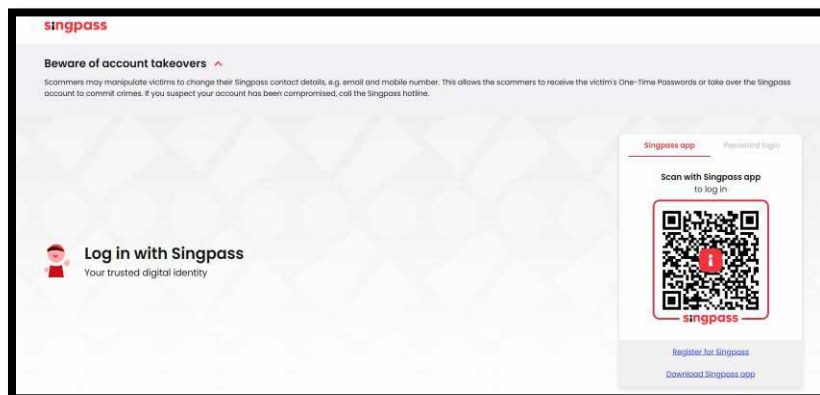 singpass
Beware of account takeovers
Scammers may manipulate victims to change their Singpass contact details, e.g. email and mobile number. This allows the scammers to receive the victim's One-Time Passwords or take over the Singpass
account to commit crimes. If you suspect your account has been compromised, call the Singpass hotline.
Singpass app Password login
Scan with Singpass app
to log in
Log in with Singpass
Your trusted digital identity
singpass
Register for Singpass
Download Singpass app